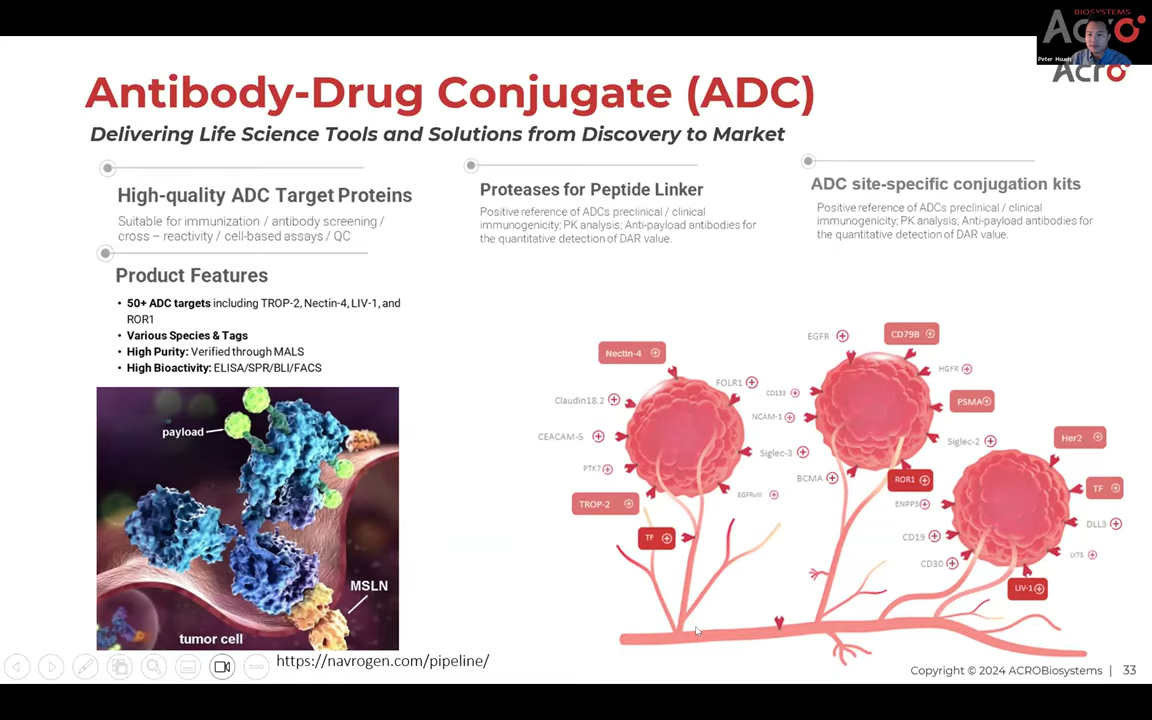 BIOSYSTEMS
Acro
Peter Hsueh
Acro
Antibody-Drug Conjugate (ADC)
Delivering Life Science Tools and Solutions from Discovery to Market
High-quality ADC Target Proteins
Suitable for immunization / antibody screening /
cross – reactivity / cell-based assays / QC
Proteases for Peptide Linker
Positive reference of ADCs preclinical / clinical
immunogenicity; PK analysis; Anti-payload antibodies for
the quantitative detection of DAR value.
ADC site-specific conjugation kits
Positive reference of ADCs preclinical / clinical
immunogenicity; PK analysis; Anti-payload antibodies for
the quantitative detection of DAR value.
Product Features
• 50+ ADC targets including TROP-2, Nectin-4, LIV-1, and
ROR1
• Various Species & Tags
• High Purity: Verified through MALS
• High Bioactivity: ELISA/SPR/BLI/FACS
payload
MSLN
tumor cell
https://navrogen.com/pipeline/
Nectin-4
FOLR1
Claudin18.2
CEACAM-5
PTK7
TROP-2
TF
EGFRvIII
Siglec-3
EGFR
CD79B
CD133
HGFR
NCAM-1
PSMA
BCMA
Siglec-2
ROR1
Her2
ENPP3
TF
CD19
DLL3
CD30
LY75
LIV-1
Copyright © 2024 ACROBiosystems | 33